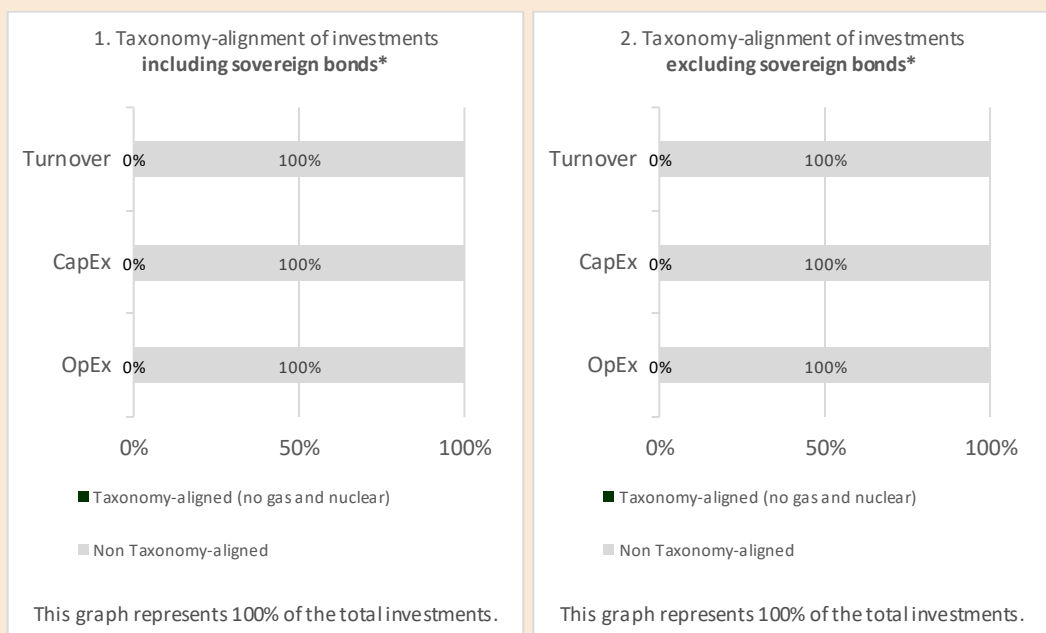 1. Taxonomy-alignment of investments
including sovereign bonds*
Turnover 0% 100%
CapEx 0% 100%
OpEx 0% 100%
0% 50% 100%
Taxonomy-aligned (no gas and nuclear)
Non Taxonomy-aligned
This graph represents 100% of the total investments.
2. Taxonomy-alignment of investments
excluding sovereign bonds*
Turnover 0% 100%
CapEx 0% 100%
OpEx 0% 100%
0% 50% 100%
Taxonomy-aligned (no gas and nuclear)
Non Taxonomy-aligned
This graph represents 100% of the total investments.